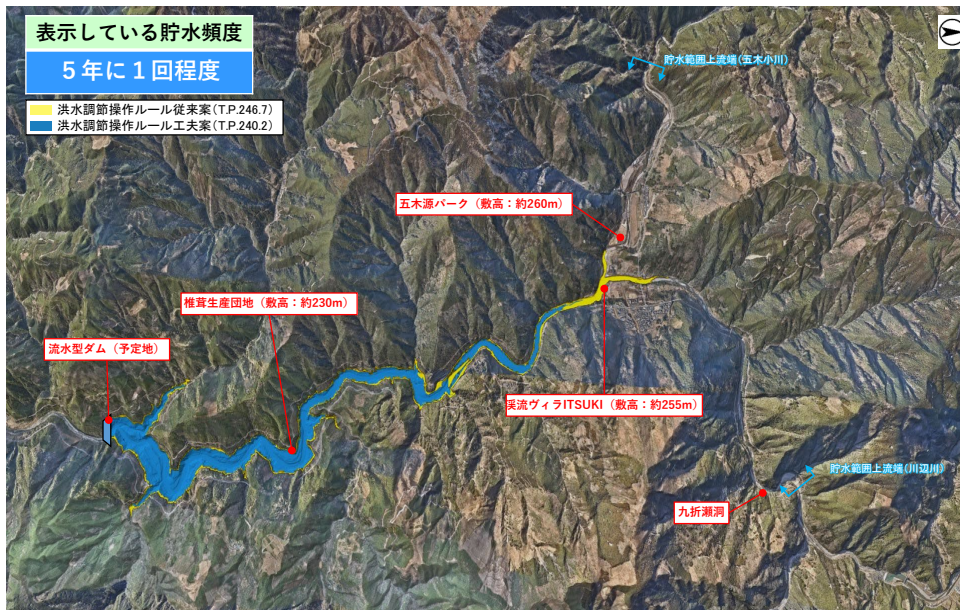 表示している貯水頻度
５年に１回程度
洪水調節操作ルール従来案(T.P.246.7)
洪水調節操作ルール工夫案(T.P.240.2)
貯水範囲上流端(五木小川)
五木源パーク（敷高：約260m）
椎茸生産団地（敷高：約230m）
流水型ダム（予定地）
渓流ヴィラITSUKI（敷高：約255m）
貯水範囲上流端(川辺川)
九折瀬洞